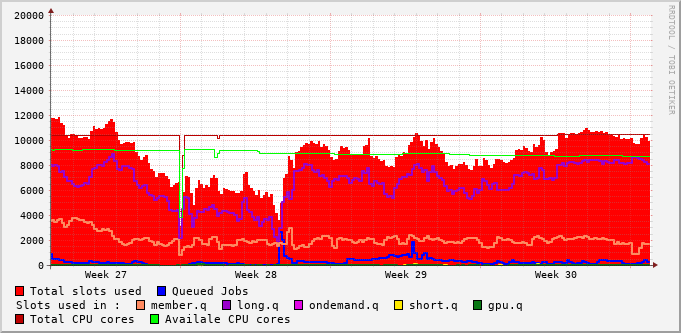 20000
18000
16000
14000
12000
10000
8000
6000
4000
2000
0
Week 27 Week 28 Week 29 Week 30
RRDTOOL / TOBI OETIKER
Total slots used Queued Jobs
Slots used in : member.q long.q ondemand.q short.q gpu.q
Total CPU cores Availale CPU cores